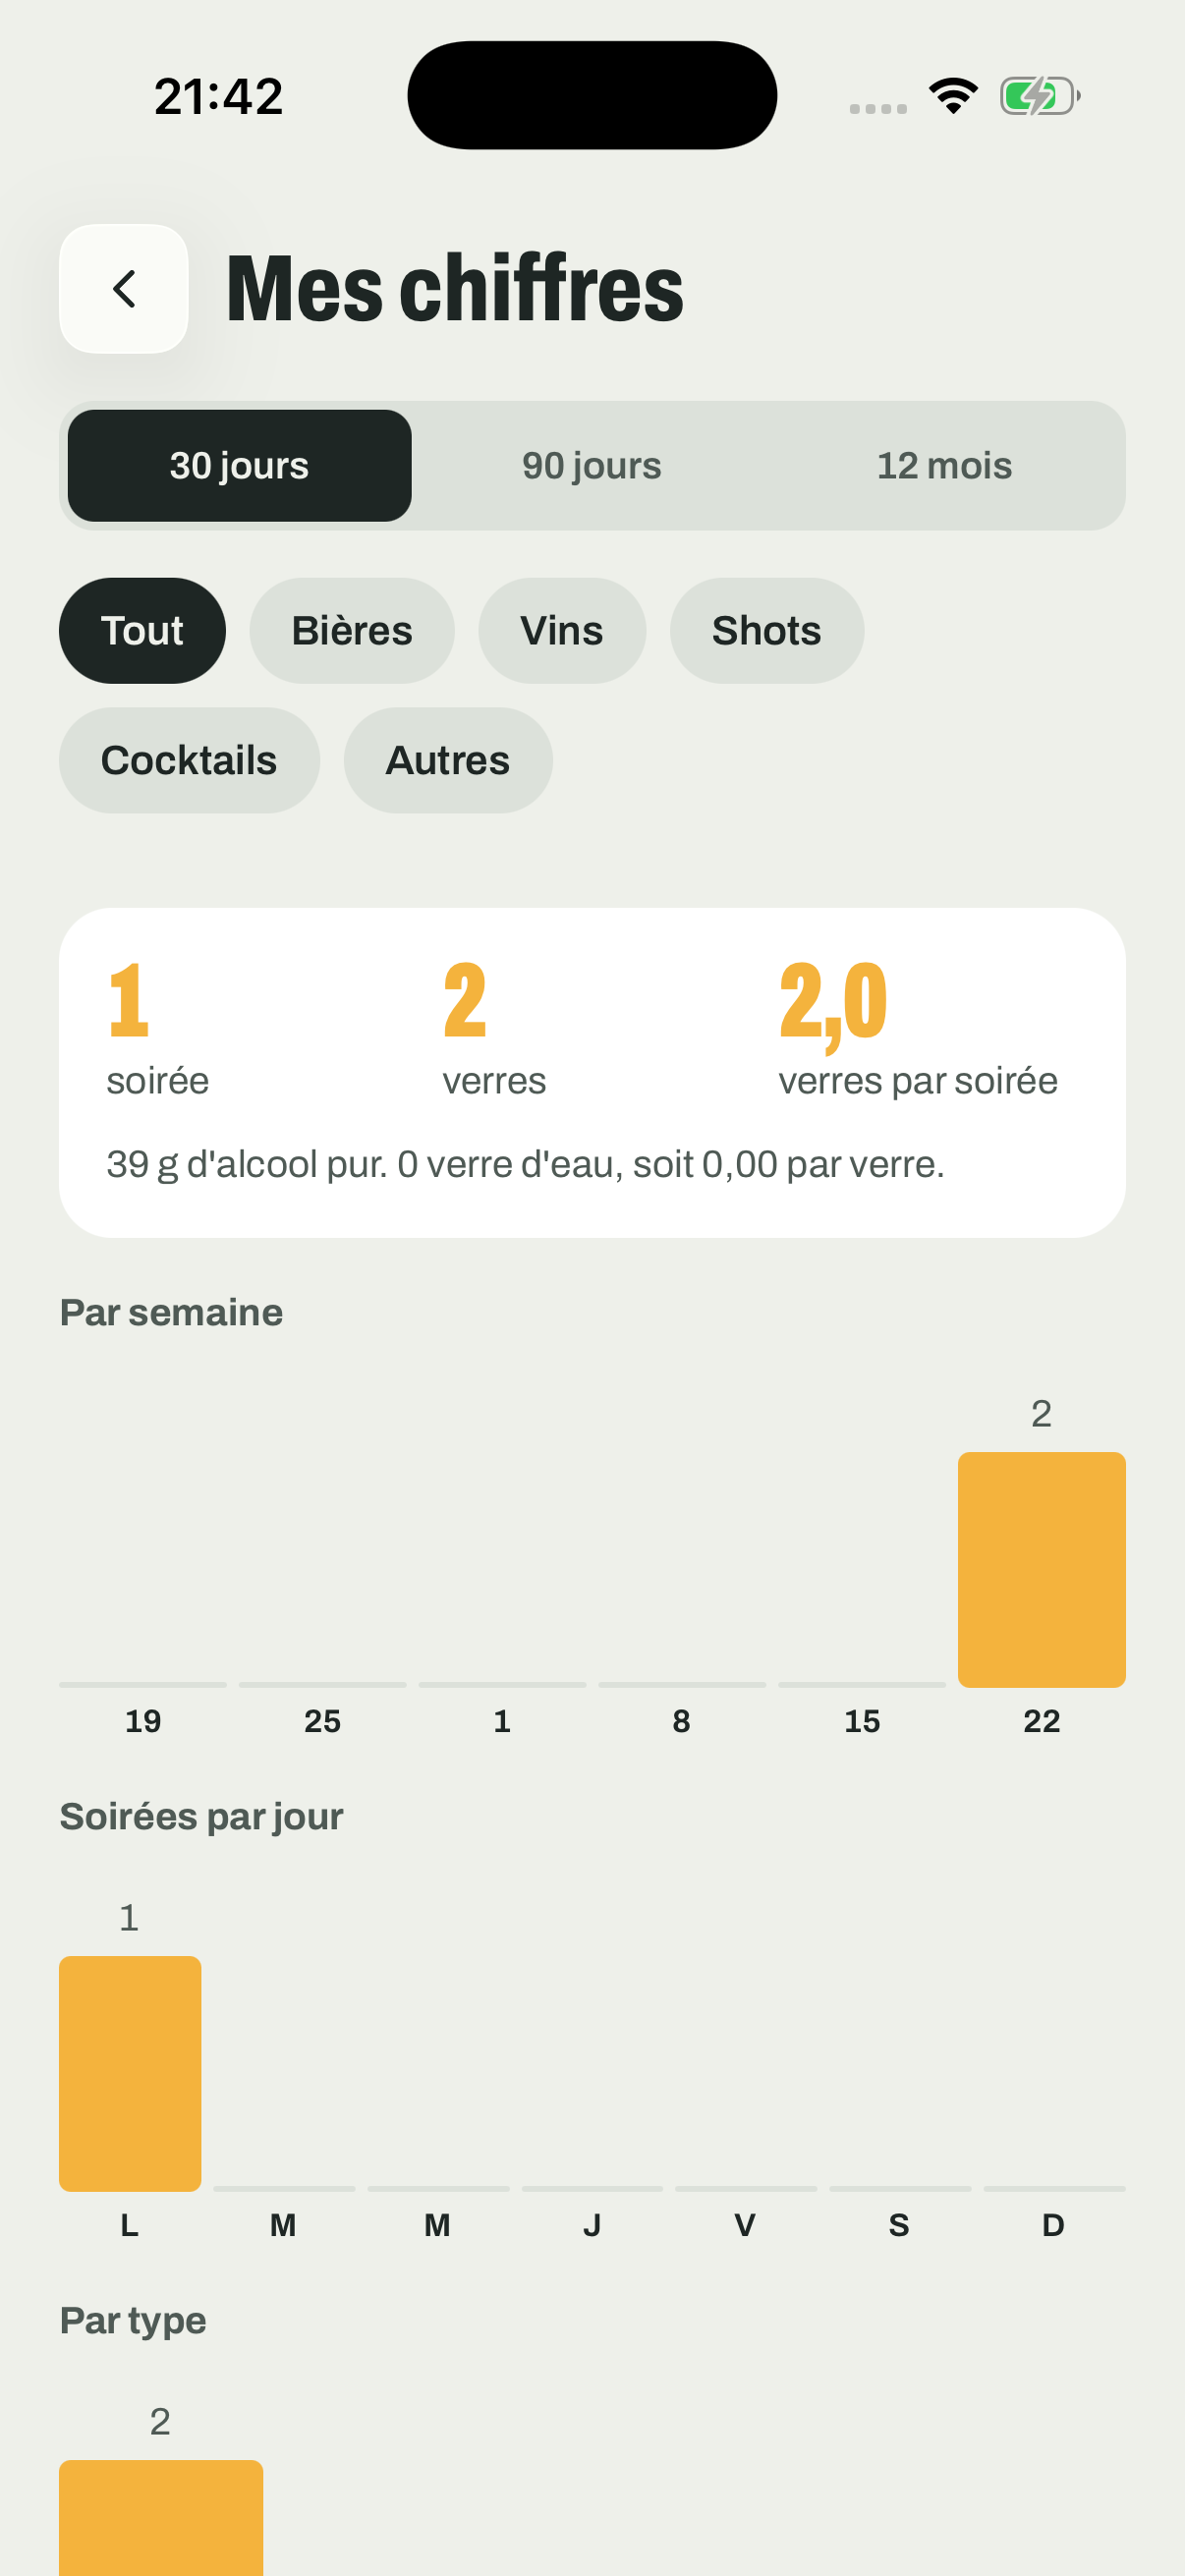 21:42
Mes chiffres
30 jours 90 jours 12 mois
Tout Bières Vins Shots
Cocktails Autres
1 2 2,0
soirée verres verres par soirée
39 g d'alcool pur. 0 verre d'eau, soit 0,00 par verre.
Par semaine
2
19 25 1 8 15 22
Soirées par jour
1
L M M J V S D
Par type
2